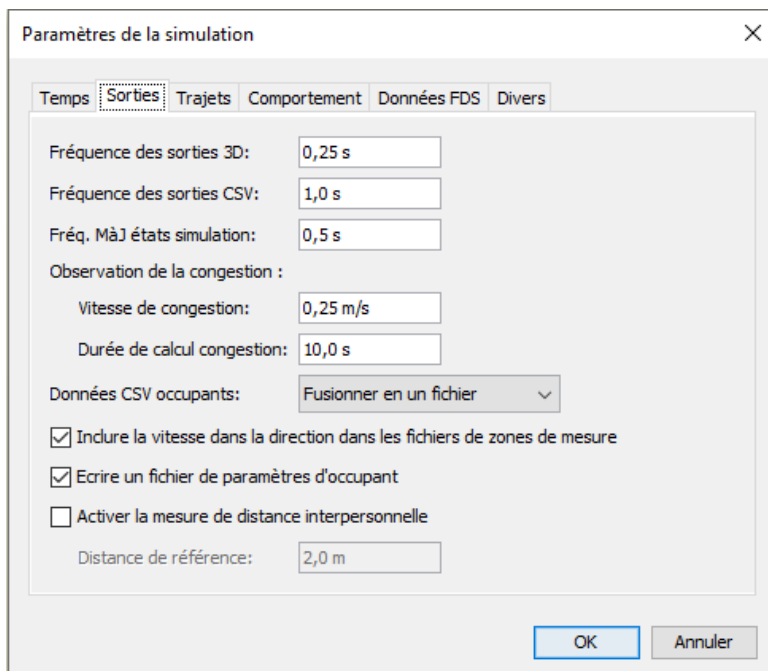 Paramètres de la simulation
Temps Sorties Trajets Comportement Données FDS Divers
Fréquence des sorties 3D: 0,25 s
Fréquence des sorties CSV: 1,0 s
Fréq. MàJ états simulation: 0,5 s
Observation de la congestion :
Vitesse de congestion: 0,25 m/s
Durée de calcul congestion: 10,0 s
Données CSV occupants: Fusionner en un fichier
Inclure la vitesse dans la direction dans les fichiers de zones de mesure
Ecrire un fichier de paramètres d'occupant
Activer la mesure de distance interpersonnelle
Distance de référence: 2,0 m
OK Annuler